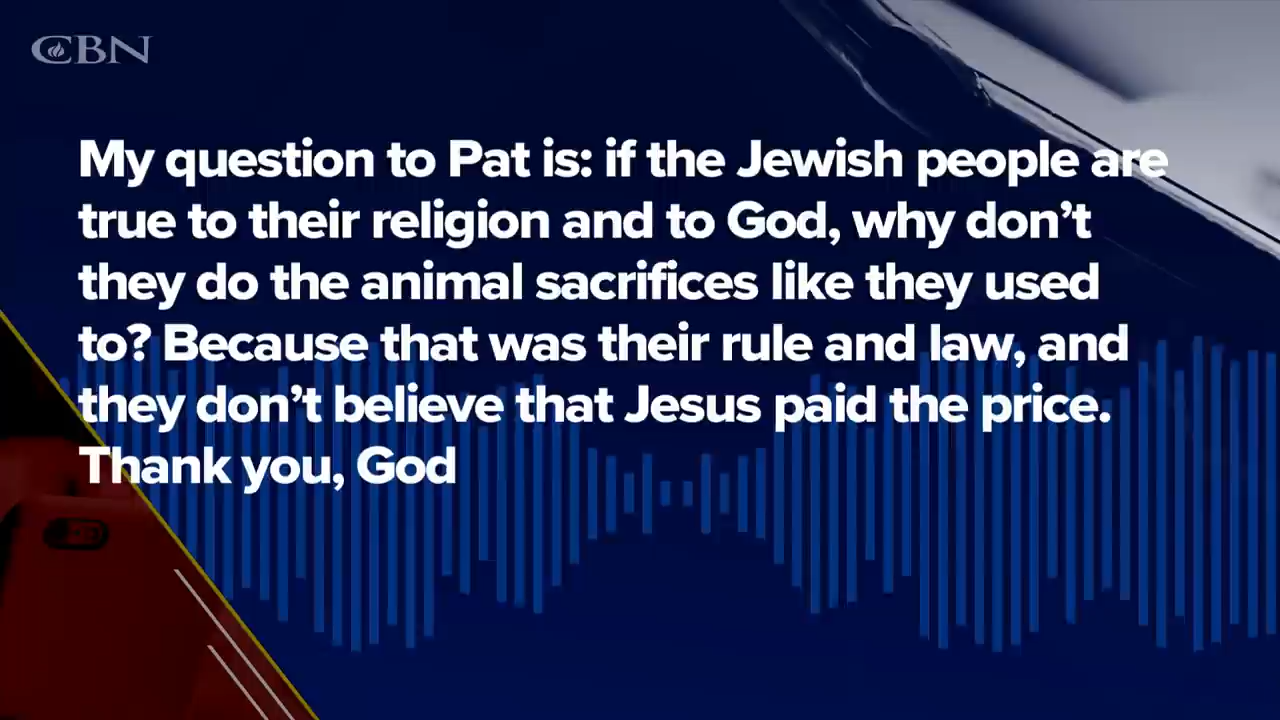 CBN
My question to Pat is: if the Jewish people are
true to their religion and to God, why don’t
they do the animal sacrifices like they used
to? Because that was their rule and law, and
they don’t believe that Jesus paid the price.
Thank you, God